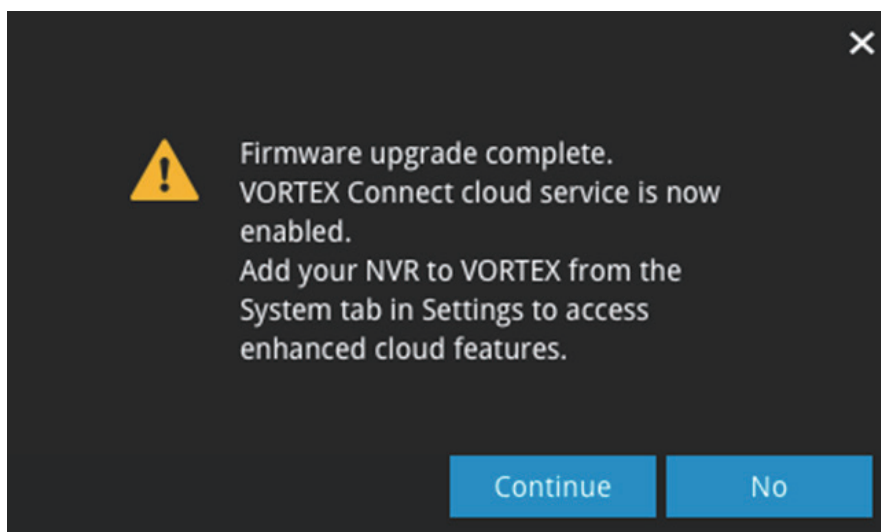 Firmware upgrade complete.
VORTEX Connect cloud service is now
enabled.
Add your NVR to VORTEX from the
System tab in Settings to access
enhanced cloud features.
Continue
No